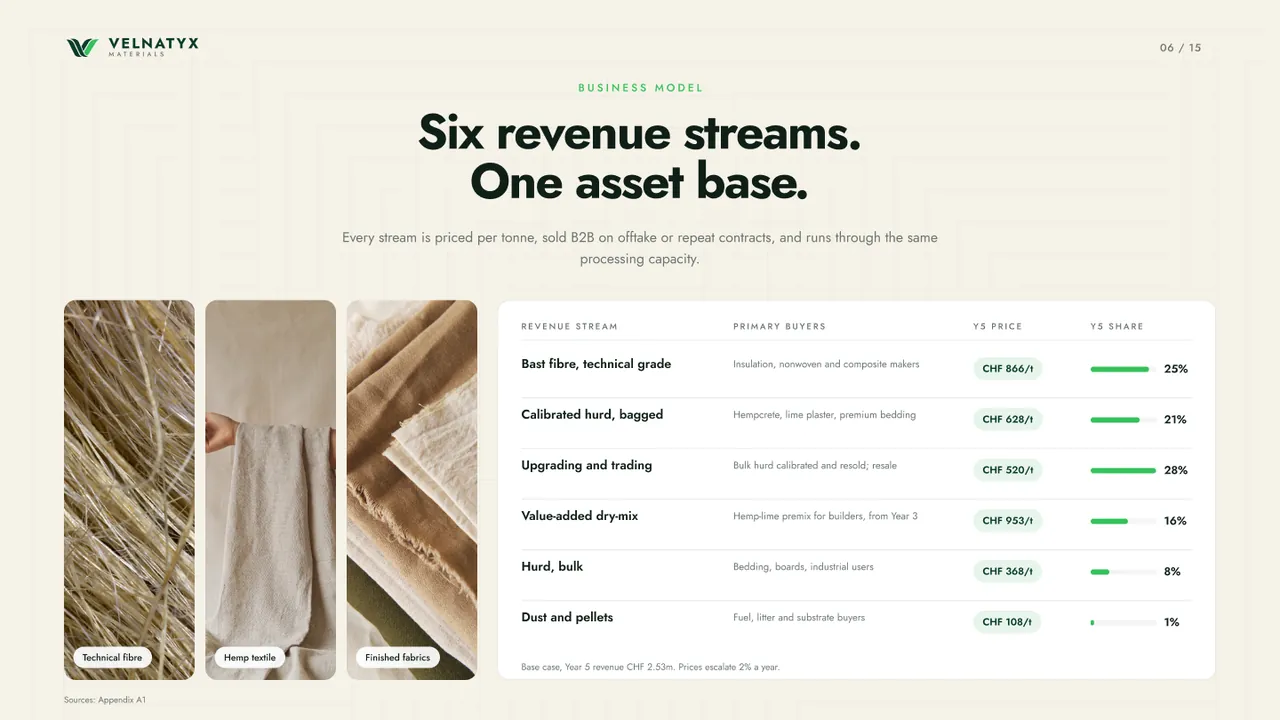 VELNATYX
MATERIALS
06 / 15
BUSINESS MODEL
Six revenue streams.
One asset base.
Every stream is priced per tonne, sold B2B on offtake or repeat contracts, and runs through the same
processing capacity.
Technical fibre
Hemp textile
Finished fabrics
REVENUE STREAM PRIMARY BUYERS Y5 PRICE Y5 SHARE
Bast fibre, technical grade Insulation, nonwoven and composite makers CHF 866/t 25%
Calibrated hurd, bagged Hempcrete, lime plaster, premium bedding CHF 628/t 21%
Upgrading and trading Bulk hurd calibrated and resold; resale CHF 520/t 28%
Value-added dry-mix Hemp-lime premix for builders, from Year 3 CHF 953/t 16%
Hurd, bulk Bedding, boards, industrial users CHF 368/t 8%
Dust and pellets Fuel, litter and substrate buyers CHF 108/t 1%
Base case, Year 5 revenue CHF 2.53m. Prices escalate 2% a year.
Sources: Appendix A1